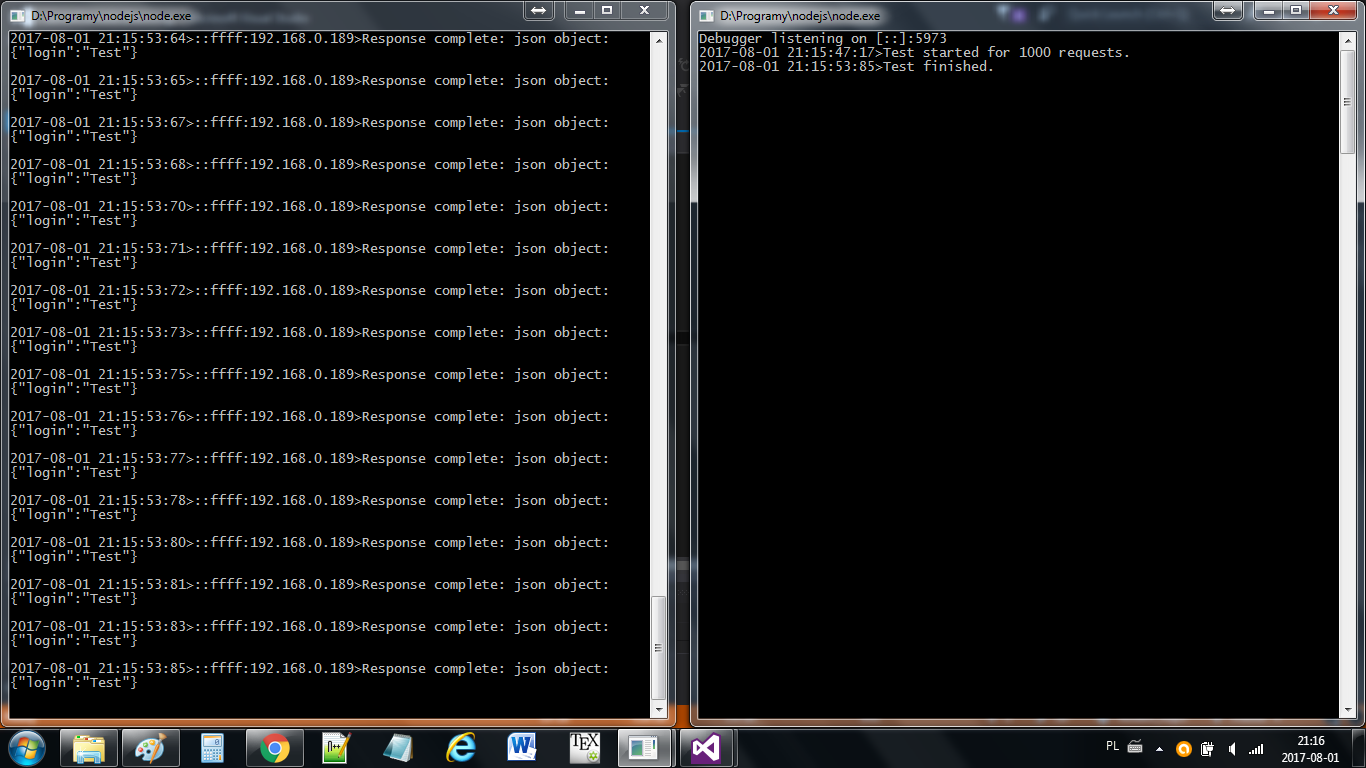 D:\Programy\nodejs\node.exe
2017-08-01 21:15:53:64>::ffff:192.168.0.189>Response complete: json object:
{"login":"Test"}
2017-08-01 21:15:53:65>::ffff:192.168.0.189>Response complete: json object:
{"login":"Test"}
2017-08-01 21:15:53:67>::ffff:192.168.0.189>Response complete: json object:
{"login":"Test"}
2017-08-01 21:15:53:68>::ffff:192.168.0.189>Response complete: json object:
{"login":"Test"}
2017-08-01 21:15:53:70>::ffff:192.168.0.189>Response complete: json object:
{"login":"Test"}
2017-08-01 21:15:53:71>::ffff:192.168.0.189>Response complete: json object:
{"login":"Test"}
2017-08-01 21:15:53:72>::ffff:192.168.0.189>Response complete: json object:
{"login":"Test"}
2017-08-01 21:15:53:73>::ffff:192.168.0.189>Response complete: json object:
{"login":"Test"}
2017-08-01 21:15:53:75>::ffff:192.168.0.189>Response complete: json object:
{"login":"Test"}
2017-08-01 21:15:53:76>::ffff:192.168.0.189>Response complete: json object:
{"login":"Test"}
2017-08-01 21:15:53:77>::ffff:192.168.0.189>Response complete: json object:
{"login":"Test"}
2017-08-01 21:15:53:78>::ffff:192.168.0.189>Response complete: json object:
{"login":"Test"}
2017-08-01 21:15:53:80>::ffff:192.168.0.189>Response complete: json object:
{"login":"Test"}
2017-08-01 21:15:53:81>::ffff:192.168.0.189>Response complete: json object:
{"login":"Test"}
2017-08-01 21:15:53:83>::ffff:192.168.0.189>Response complete: json object:
{"login":"Test"}
2017-08-01 21:15:53:85>::ffff:192.168.0.189>Response complete: json object:
{"login":"Test"}
D:\Programy\nodejs\node.exe
Debugger listening on [::]:5973
2017-08-01 21:15:47:17>Test started for 1000 requests.
2017-08-01 21:15:53:85>Test finished.
TEX
PL
21:16
2017-08-01